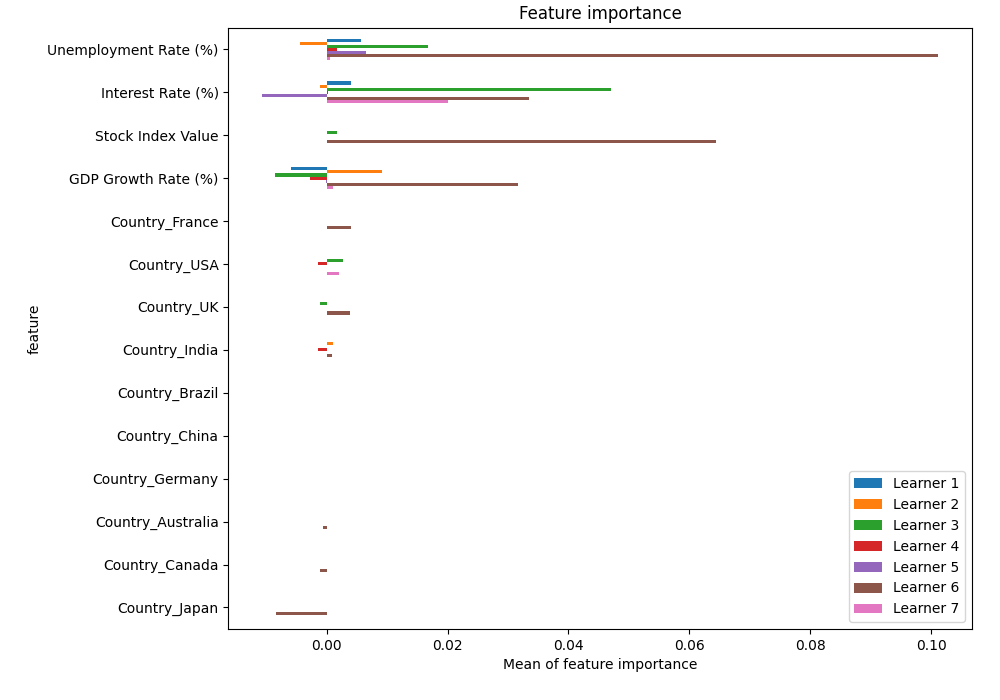 Feature importance
Unemployment Rate (%)
Interest Rate (%)
Stock Index Value
GDP Growth Rate (%)
Country_France
Country_USA
Country_UK
Country_India
Country_Brazil
Country_China
Country_Germany
Country_Australia
Country_Canada
Country_Japan
feature
Learner 1
Learner 2
Learner 3
Learner 4
Learner 5
Learner 6
Learner 7
0.00 0.02 0.04 0.06 0.08 0.10
Mean of feature importance